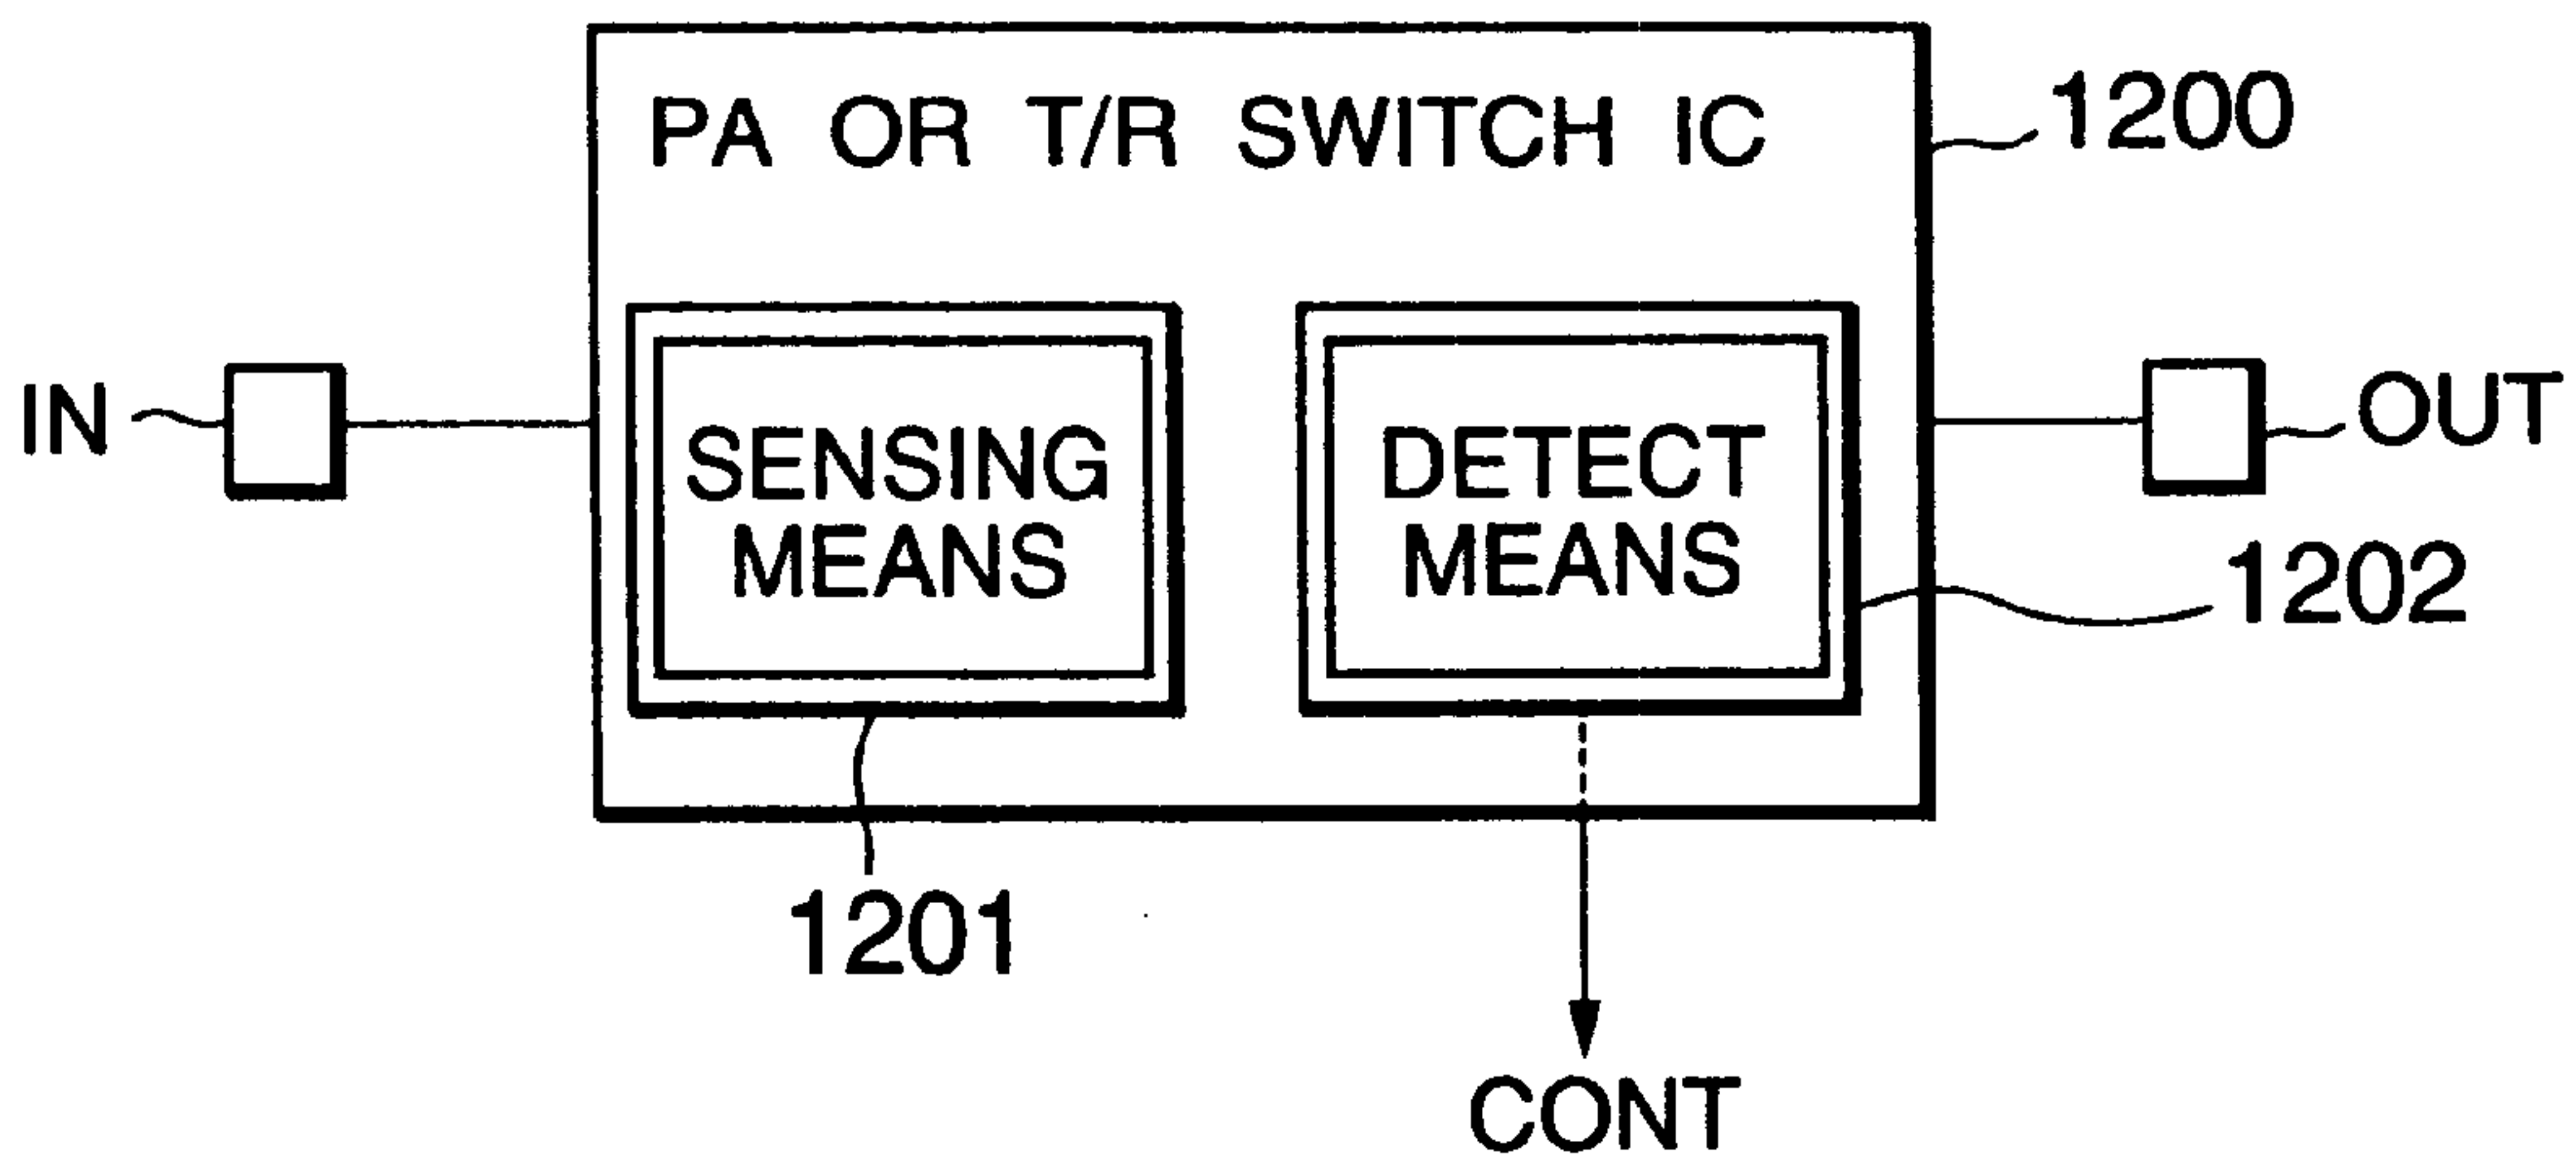 PA OR T/R SWITCH IC
1200
IN
SENSING
MEANS
DETECT
MEANS
OUT
1202
1201
CONT